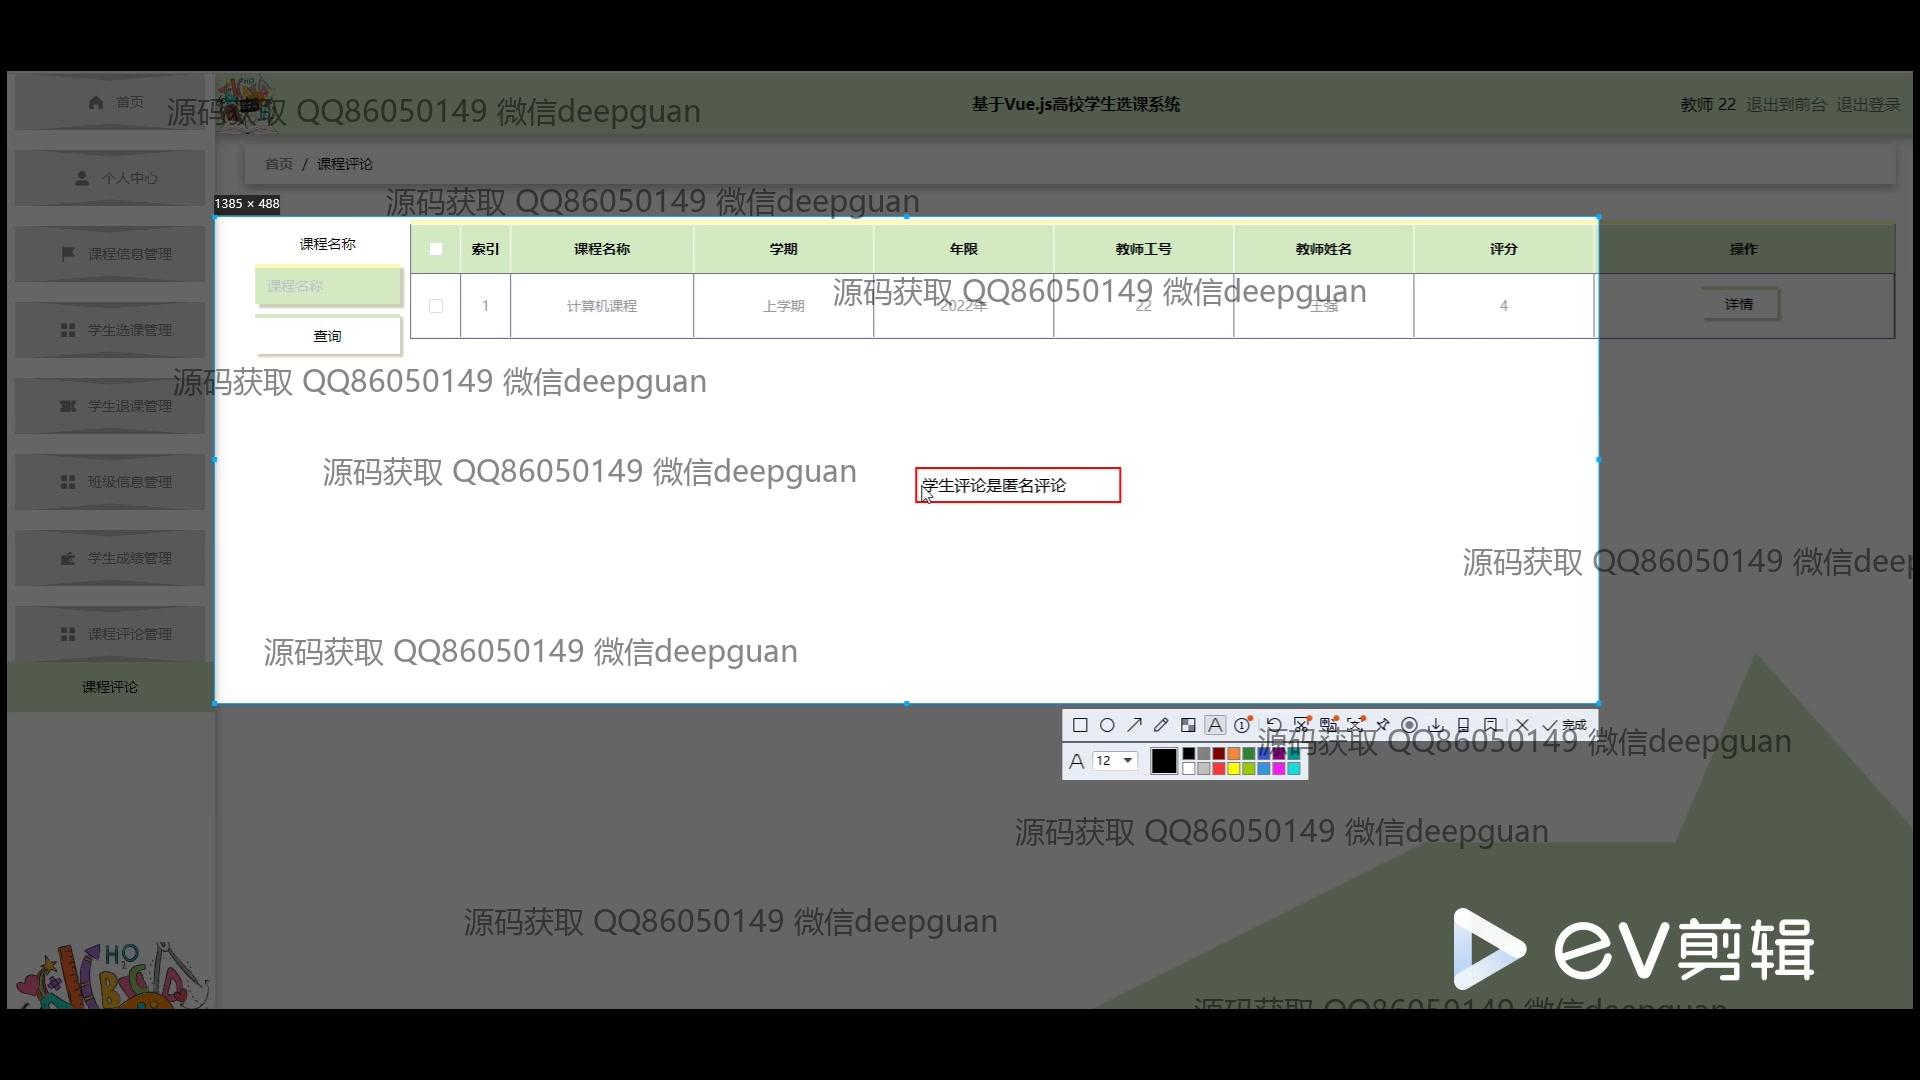 首页
源码获取 QQ86050149 微信deepguan
基于Vue.js高校学生选课系统
教师 22 退出到前台 退出登录
个人中心
首页 / 课程评论
1385 × 488
源码获取 QQ86050149 微信deepguan
课程信息管理
课程名称
索引 课程名称 学期 年限 教师工号 教师姓名 评分 操作
课程名称
1 计算机课程 上学期 2022年 22 王强 4 详情
源码获取 QQ86050149 微信deepguan
学生选课管理
查询
源码获取 QQ86050149 微信deepguan
学生退课管理
源码获取 QQ86050149 微信deepguan
班级信息管理
学生评论是匿名评论
学生成绩管理
源码获取 QQ86050149 微信deep
课程评论管理
源码获取 QQ86050149 微信deepguan
课程评论
完成
源码获取 QQ86050149 微信deepguan
A 12
源码获取 QQ86050149 微信deepguan
源码获取 QQ86050149 微信deepguan
ev剪辑
源码获取 QQ86050149 微信deepguan